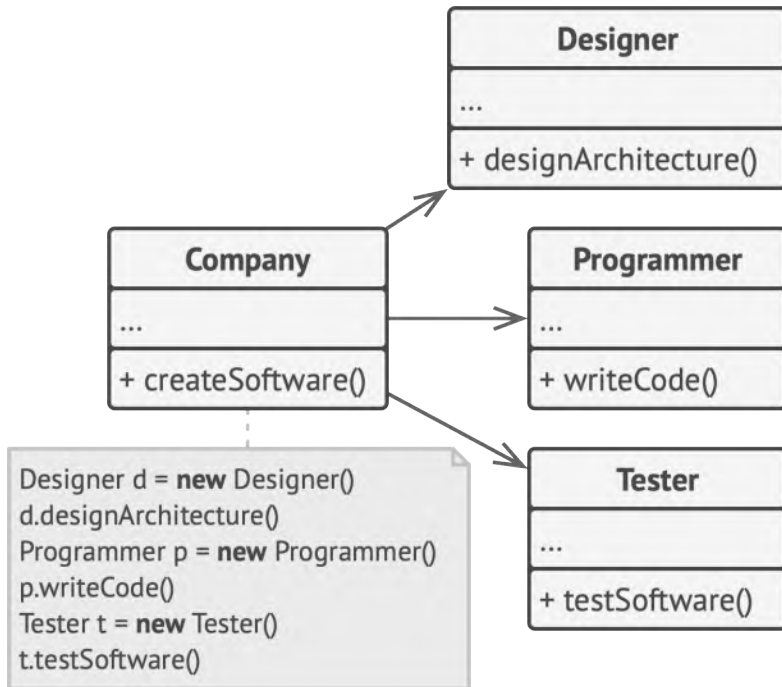 Designer
...
+ designArchitecture()
Company
...
+ createSoftware()
Programmer
...
+ writeCode()
Tester
...
+ testSoftware()
Designer d = new Designer()
d.designArchitecture()
Programmer p = new Programmer()
p.writeCode()
Tester t = new Tester()
t.testSoftware()